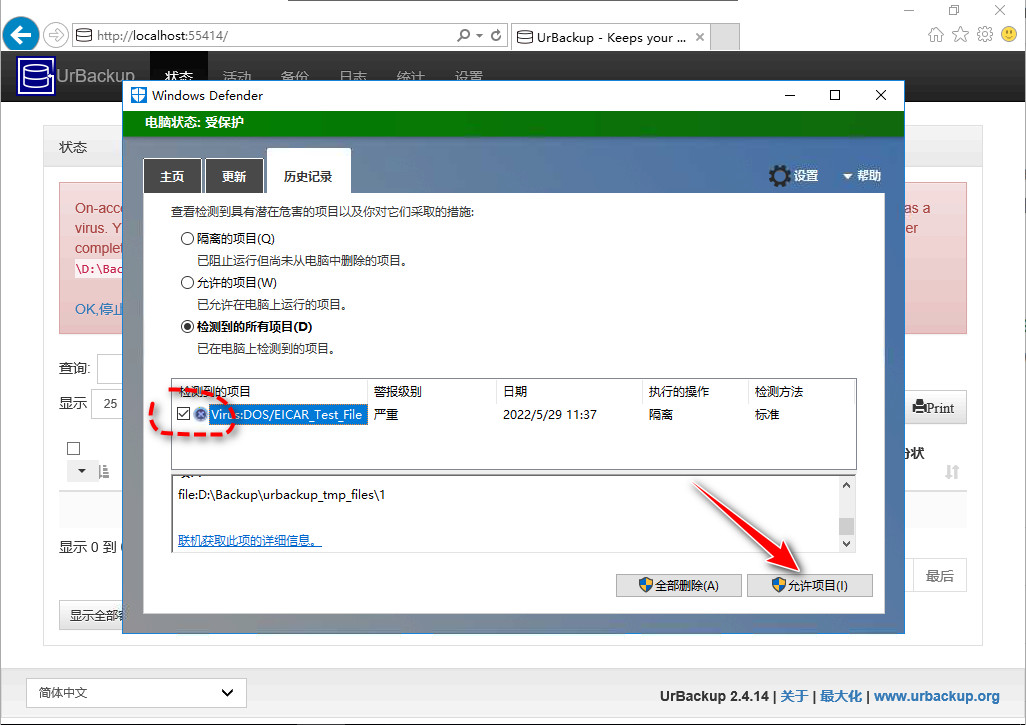 http://localhost:55414/
UrBackup - Keeps your ...
UrBackup 状态 活动 备份 日志 统计 设置
Windows Defender
电脑状态: 受保护
状态
主页 更新 历史记录 设置 帮助
查看检测到具有潜在危害的项目以及你对它们采取的措施:
On-acc as a
virus. Y er
complet
\D:\Bac
OK,停止
隔离的项目(Q)
已阻止运行但尚未从电脑中删除的项目。
允许的项目(W)
已允许在电脑上运行的项目。
检测到的所有项目(D)
已在电脑上检测到的项目。
查询:
显示 25
检测到的项目 警报级别 日期 执行的操作 检测方法
Virus:DOS/EICAR_Test_File 严重 2022/5/29 11:37 隔离 标准
Print
份状
file:D:\Backup\urbackup_tmp_files\1
联机获取此项的详细信息。
显示 0 到
最后
全部删除(A) 允许项目(I)
显示全部客
简体中文
UrBackup 2.4.14 | 关于 | 最大化 | www.urbackup.org